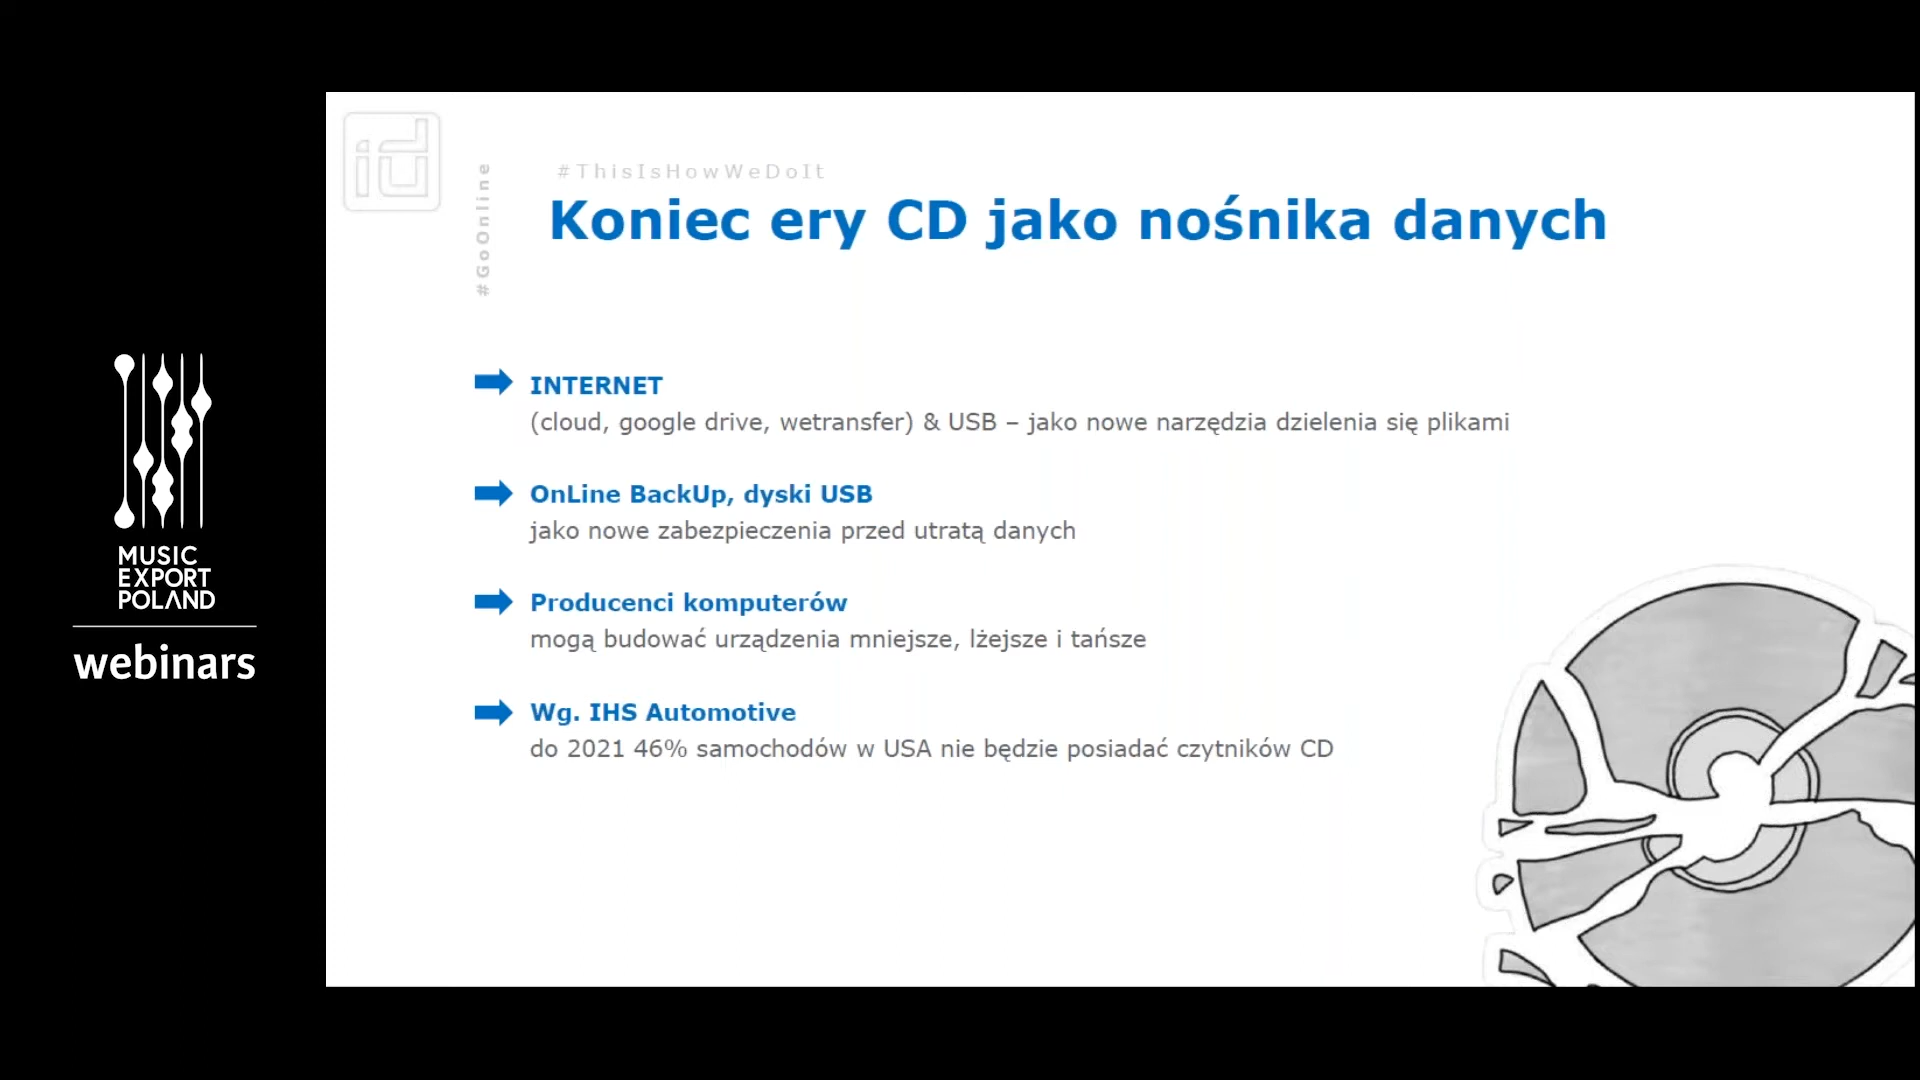 MUSIC
EXPORT
POLAND
webinars
id
#GoOnline
#ThisIsHowWeDoIt
Koniec ery CD jako nośnika danych
INTERNET
(cloud, google drive, wetransfer) & USB – jako nowe narzędzia dzielenia się plikami
OnLine BackUp, dyski USB
jako nowe zabezpieczenia przed utratą danych
Producenci komputerów
mogą budować urządzenia mniejsze, lżejsze i tańsze
Wg. IHS Automotive
do 2021 46% samochodów w USA nie będzie posiadać czytników CD